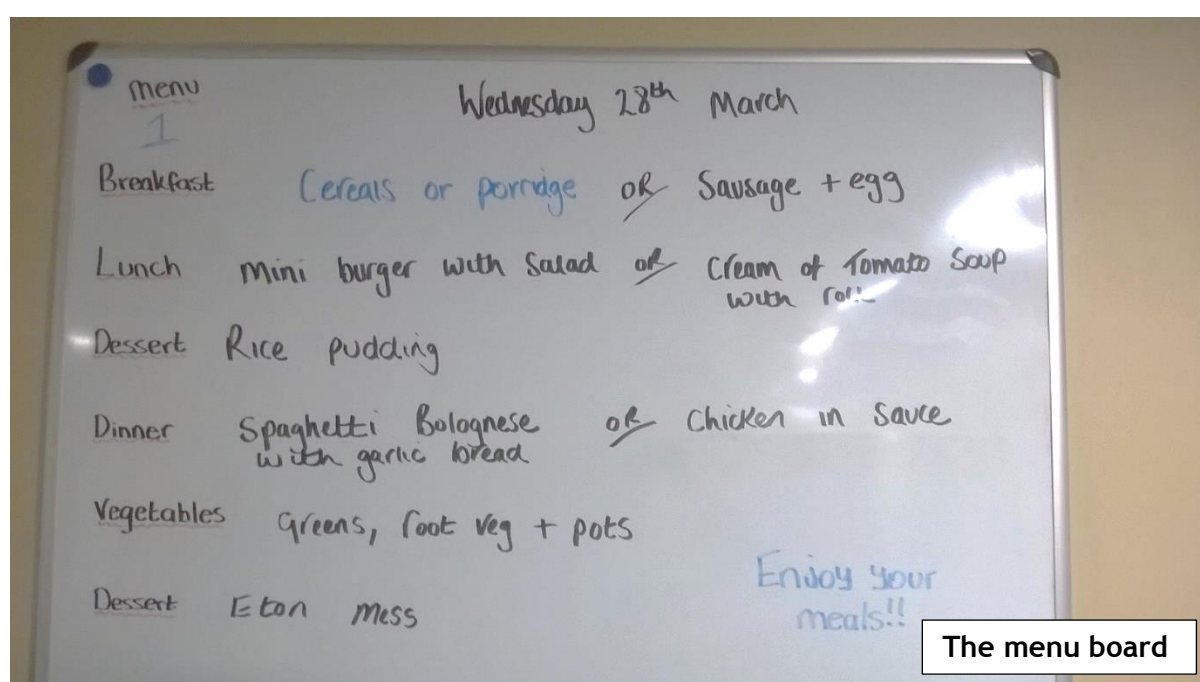 menu
1
Wednesday 28th March
Breakfast Cereals or porridge OR Sausage + egg
Lunch Mini burger with Salad OR Cream of Tomato Soup
with roll
Dessert Rice pudding
Dinner Spaghetti Bolognese OR Chicken in Sauce
with garlic bread
Vegetables Greens, root veg + pots
Dessert Eton mess
Enjoy your
meals!!
The menu board